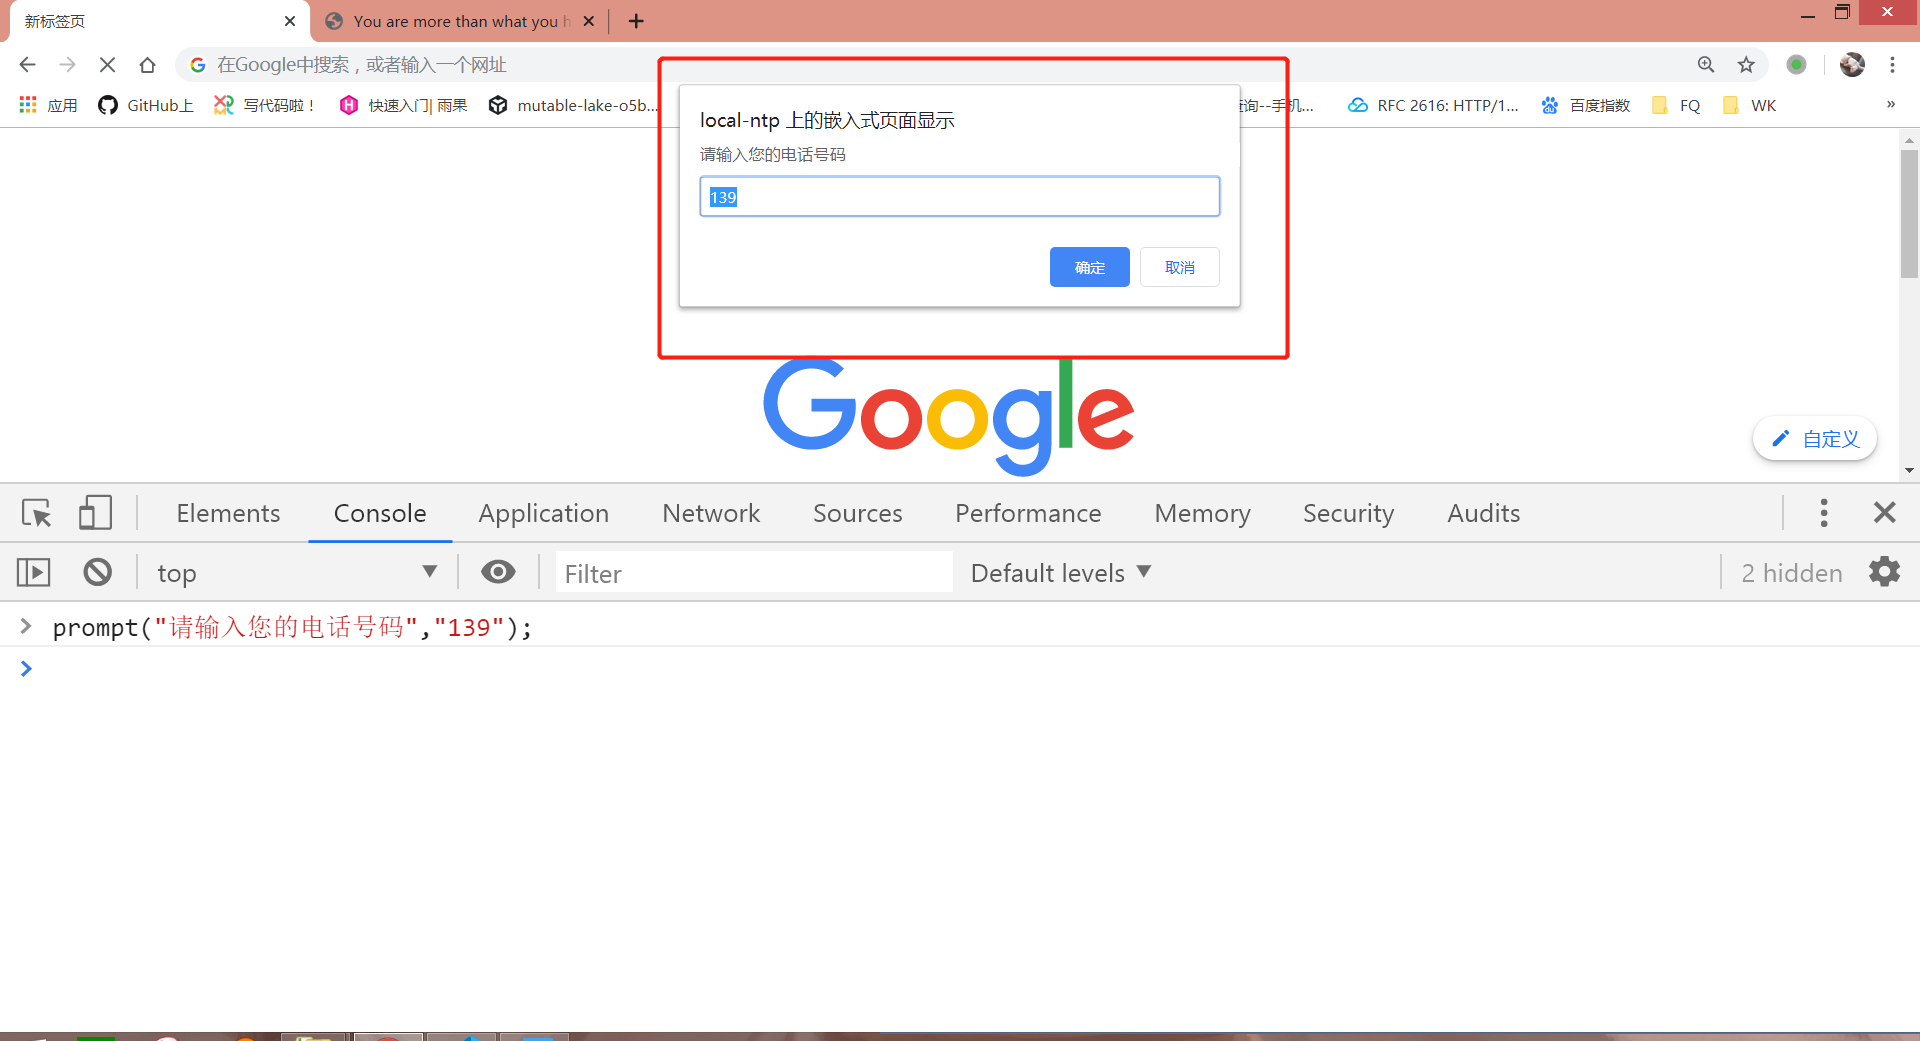 新标签页
You are more than what you h
在Google中搜索，或者输入一个网址
应用 GitHub上 写代码啦！ 快速入门| 雨果 mutable-lake-o5b... 查询--手机... RFC 2616: HTTP/1... 百度指数 FQ WK »
local-ntp 上的嵌入式页面显示
请输入您的电话号码
139
确定 取消
Google
自定义
Elements Console Application Network Sources Performance Memory Security Audits
top Filter Default levels 2 hidden
prompt("请输入您的电话号码","139");